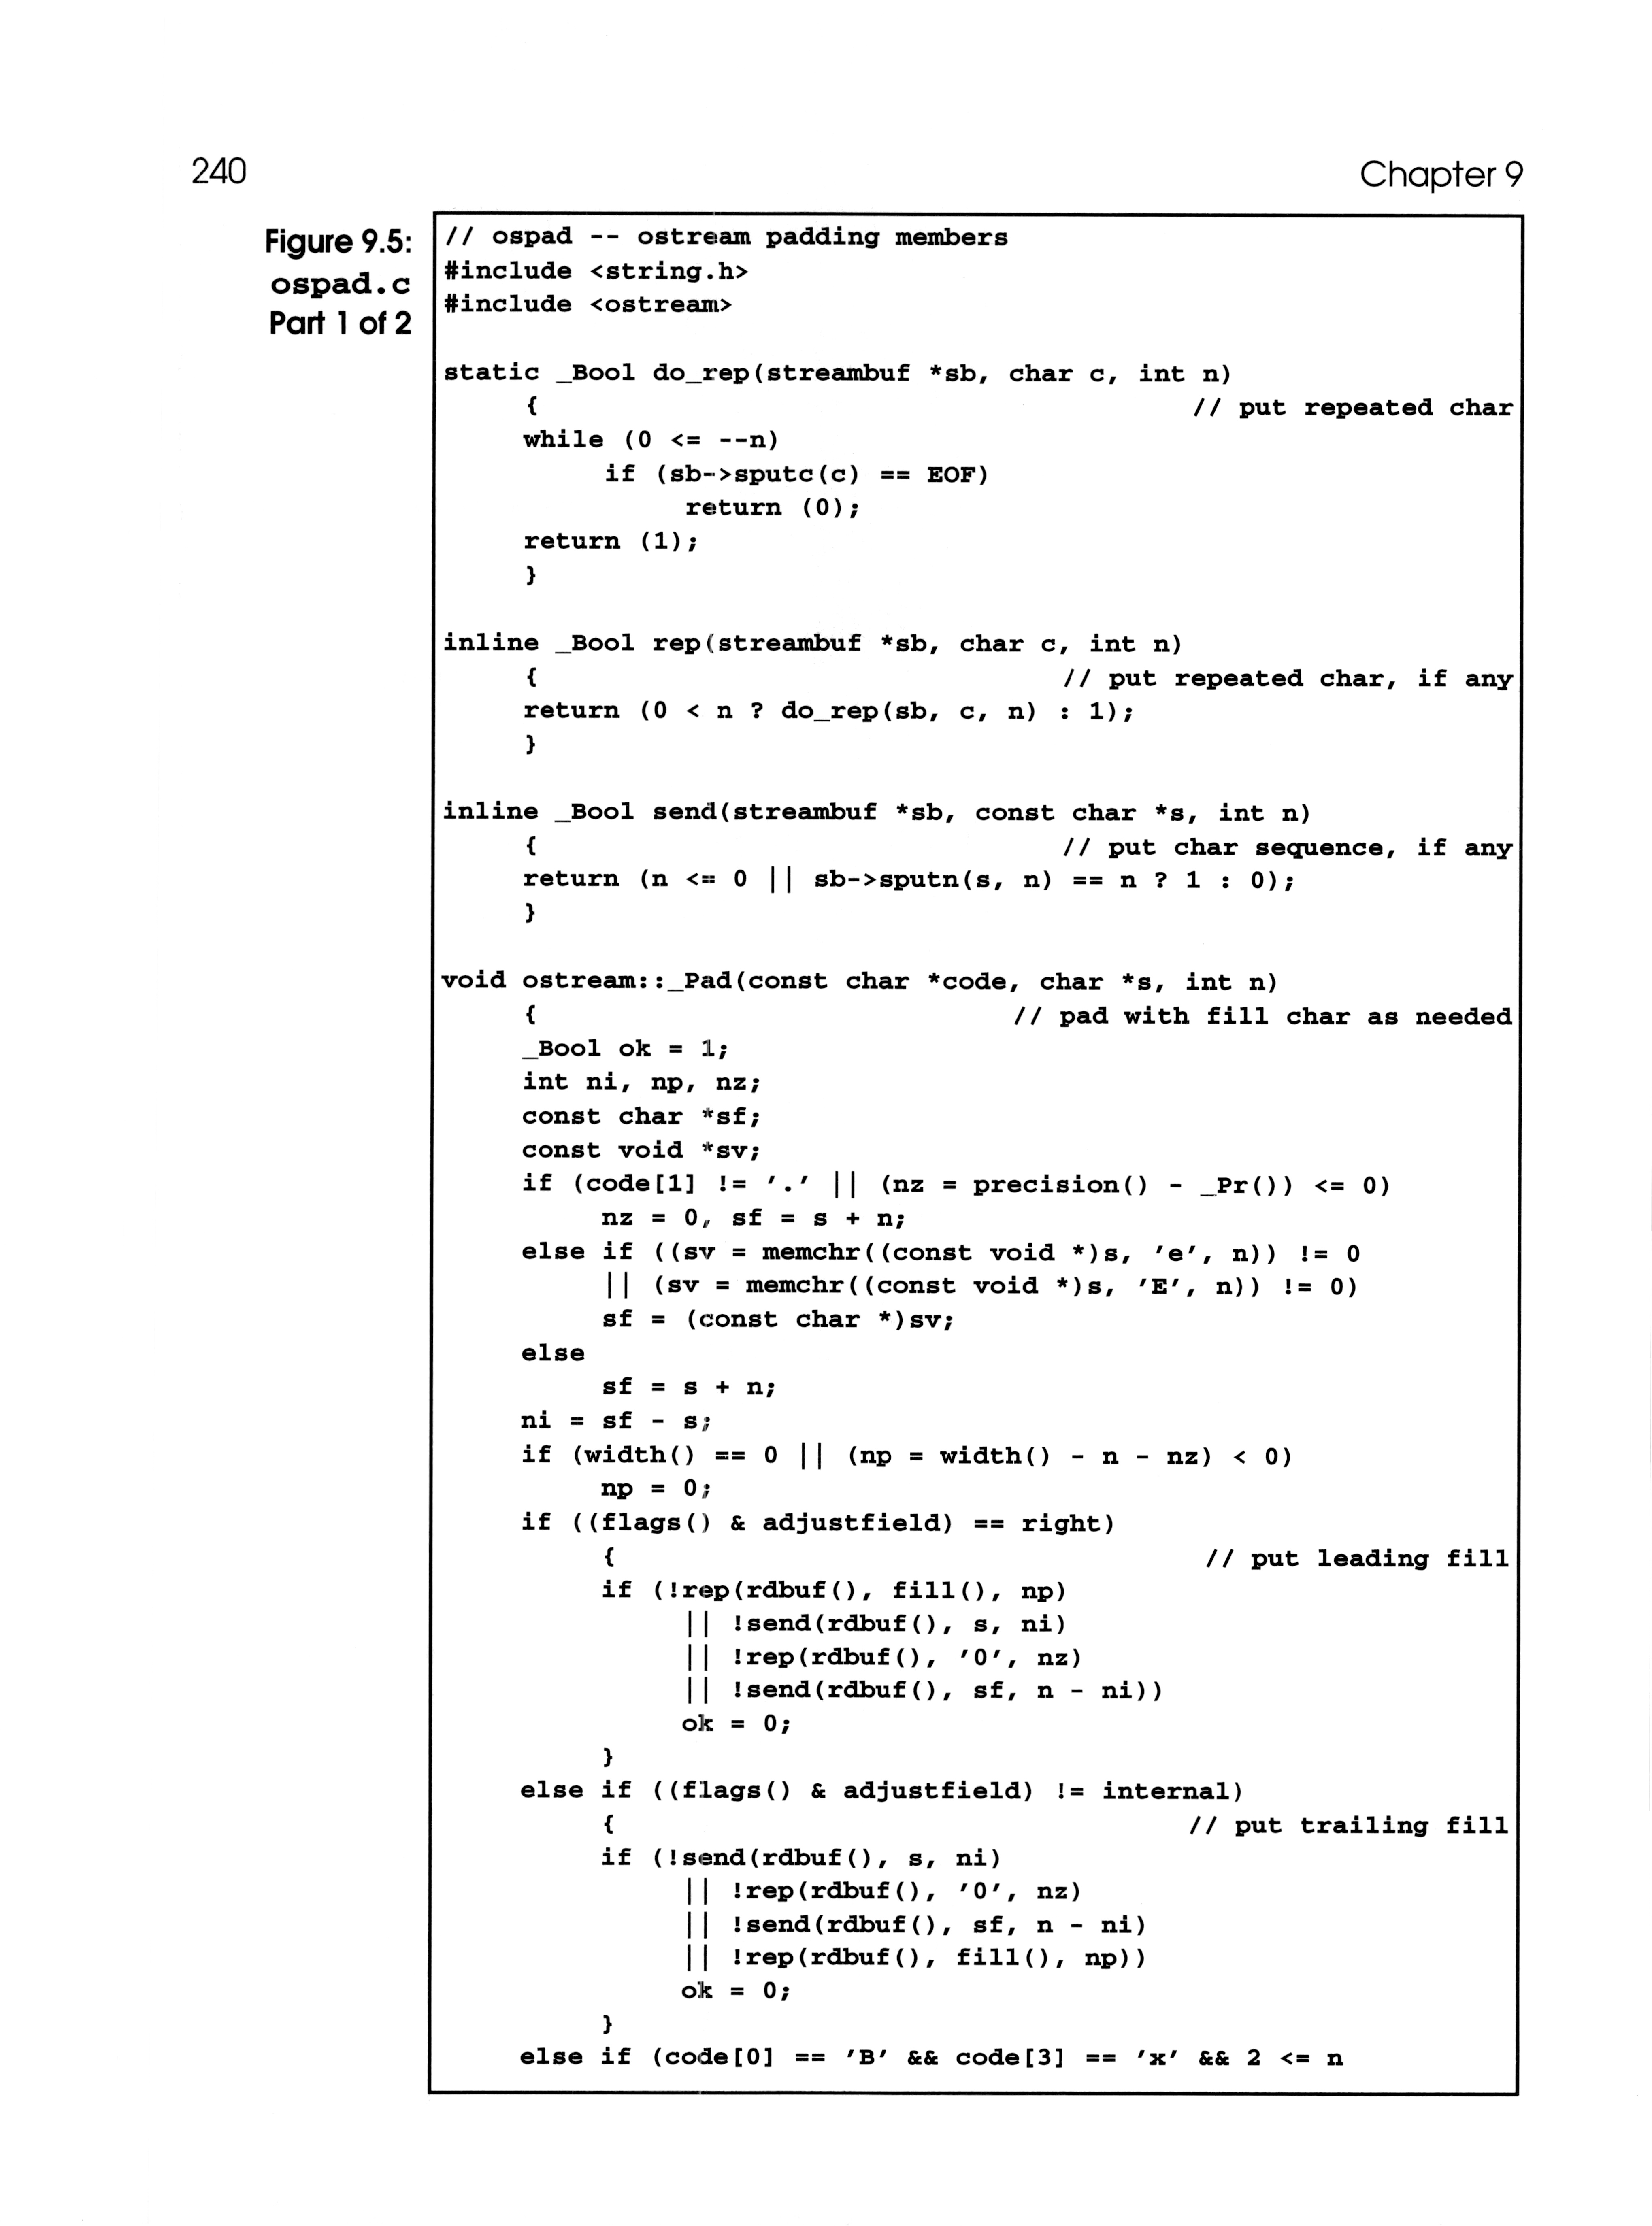 240
Chapter 9
Figure 9.5:
ospad.c
Part 1 of 2
// ospad -- ostream padding members
#include <string.h>
#include <ostream>
static _Bool do_rep(streambuf *sb, char c, int n)
{ // put repeated char
while (0 <= --n)
if (sb->sputc(c) == EOF)
return (0);
return (1);
}
inline _Bool rep(streambuf *sb, char c, int n)
{ // put repeated char, if any
return (0 < n ? do_rep(sb, c, n) : 1);
}
inline _Bool send(streambuf *sb, const char *s, int n)
{ // put char sequence, if any
return (n <= 0 || sb->sputn(s, n) == n ? 1 : 0);
}
void ostream::_Pad(const char *code, char *s, int n)
{ // pad with fill char as needed
_Bool ok = 1;
int ni, np, nz;
const char *sf;
const void *sv;
if (code[1] != '.' || (nz = precision() - _Pr()) <= 0)
nz = 0, sf = s + n;
else if ((sv = memchr((const void *)s, 'e', n)) != 0
|| (sv = memchr((const void *)s, 'E', n)) != 0)
sf = (const char *)sv;
else
sf = s + n;
ni = sf - s;
if (width() == 0 || (np = width() - n - nz) < 0)
np = 0;
if ((flags() & adjustfield) == right)
{ // put leading fill
if (!rep(rdbuf(), fill(), np)
|| !send(rdbuf(), s, ni)
|| !rep(rdbuf(), '0', nz)
|| !send(rdbuf(), sf, n - ni))
ok = 0;
}
else if ((flags() & adjustfield) != internal)
{ // put trailing fill
if (!send(rdbuf(), s, ni)
|| !rep(rdbuf(), '0', nz)
|| !send(rdbuf(), sf, n - ni)
|| !rep(rdbuf(), fill(), np))
ok = 0;
}
else if (code[0] == 'B' && code[3] == 'x' && 2 <= n